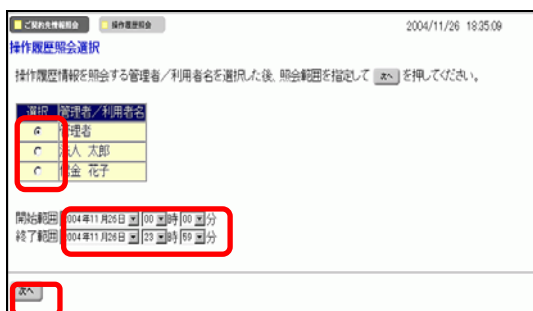 ご契約先情報照会 操作履歴照会 2004/11/26 18:35:09
操作履歴照会選択
操作履歴情報を照会する管理者／利用者名を選択した後、照会範囲を指定して 次へ を押してください。
選択 管理者／利用者名
管理者
法人 太郎
信金 花子
開始範囲 2004年11月26日 00 時 00 分
終了範囲 2004年11月26日 23 時 59 分
次へ